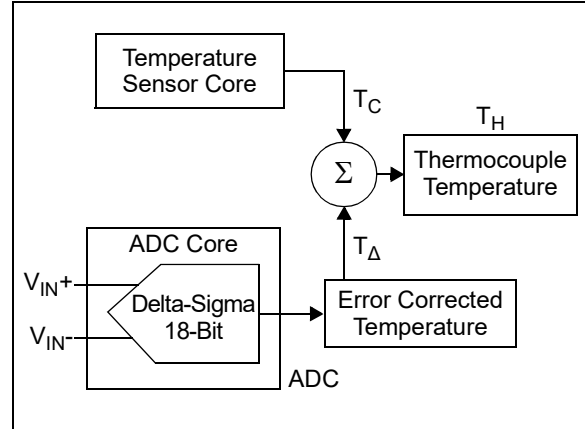 Temperature
Sensor Core
T_C
T_H
Σ
Thermocouple
Temperature
ADC Core
T_Δ
V_IN+
Delta-Sigma
18-Bit
V_IN-
Error Corrected
Temperature
ADC